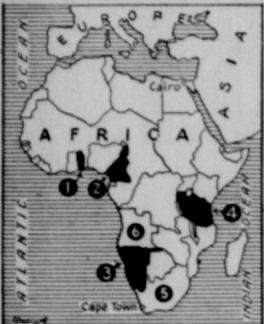 EUROPE
OCEAN
ASIA
Cairo
AFRICA
1
2
4
6
3
5
ATLANTIC
INDIAN OCEAN
Cape Town